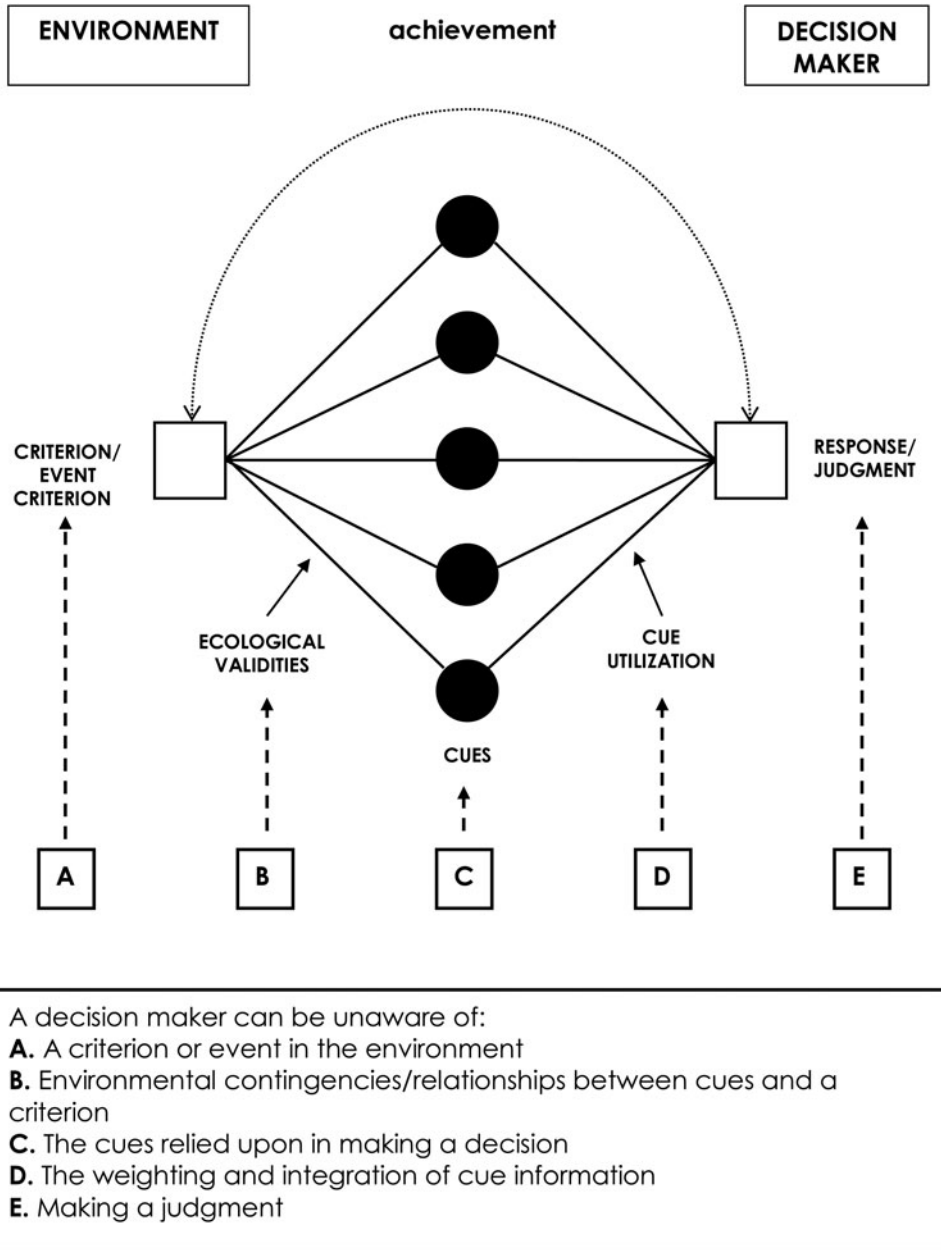 ENVIRONMENT
achievement
DECISION
MAKER
CRITERION/
EVENT
CRITERION
RESPONSE/
JUDGMENT
ECOLOGICAL
VALIDITIES
CUE
UTILIZATION
CUES
A
B
C
D
E
A decision maker can be unaware of:
A. A criterion or event in the environment
B. Environmental contingencies/relationships between cues and a
criterion
C. The cues relied upon in making a decision
D. The weighting and integration of cue information
E. Making a judgment